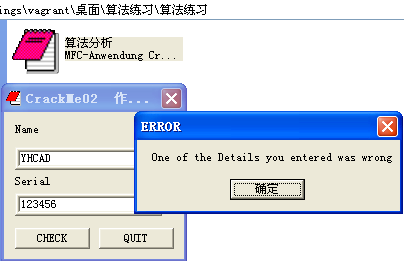 ings\vagrant\桌面\算法练习\算法练习
算法分析
MFC-Anwendung Cr...
CrackMe02 作...
Name
YHCAD
Serial
123456
CHECK
QUIT
ERROR
One of the Details you entered was wrong
确定